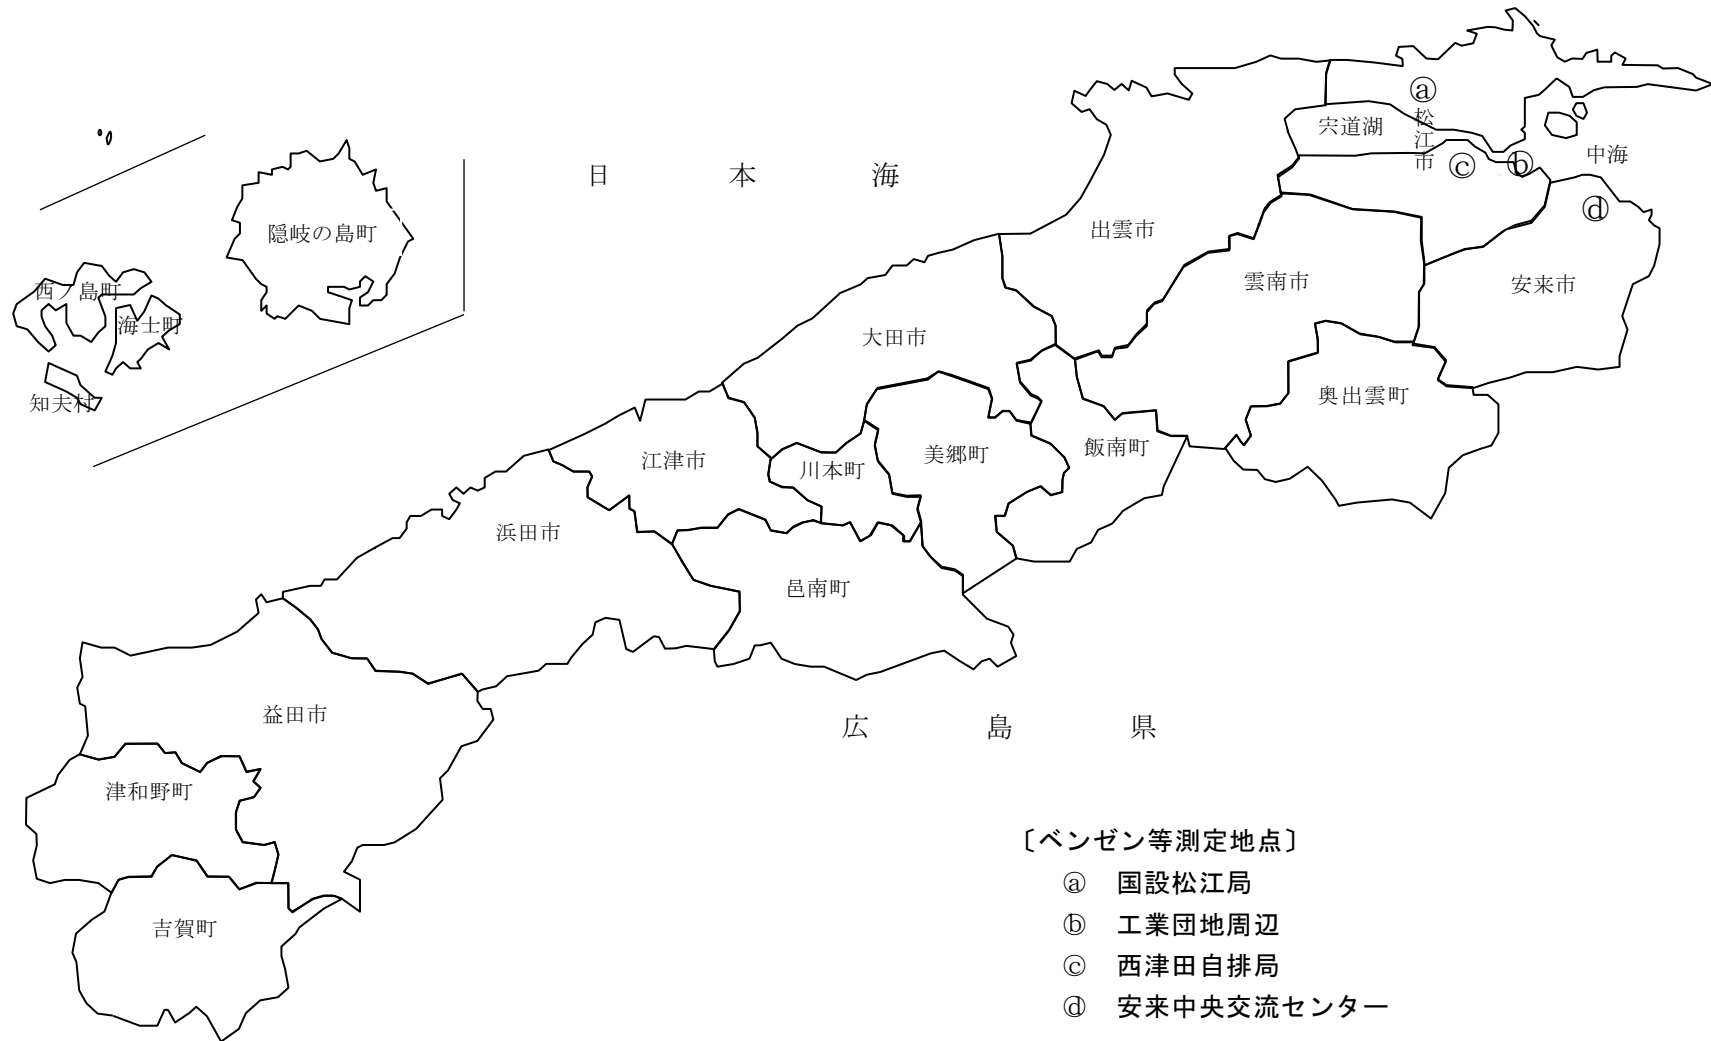 ⓐ
宍道湖
松江市
中海
ⓒ
ⓑ
ⓓ
日本海
隠岐の島町
出雲市
西ノ島町
雲南市
安来市
海士町
大田市
知夫村
奥出雲町
江津市
川本町
美郷町
飯南町
浜田市
邑南町
益田市
広島県
津和野町
吉賀町
〔ベンゼン等測定地点〕
ⓐ 国設松江局
ⓑ 工業団地周辺
ⓒ 西津田自排局
ⓓ 安来中央交流センター